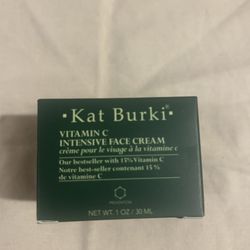 Kat Burki®
VITAMIN C
INTENSIVE FACE CREAM
crème pour le visage à la vitamine c
Our bestseller with 15% Vitamin C
Notre best-seller contenant 15 %
de vitamine C
PREVENTION
NET WT. 1 OZ / 30 ML